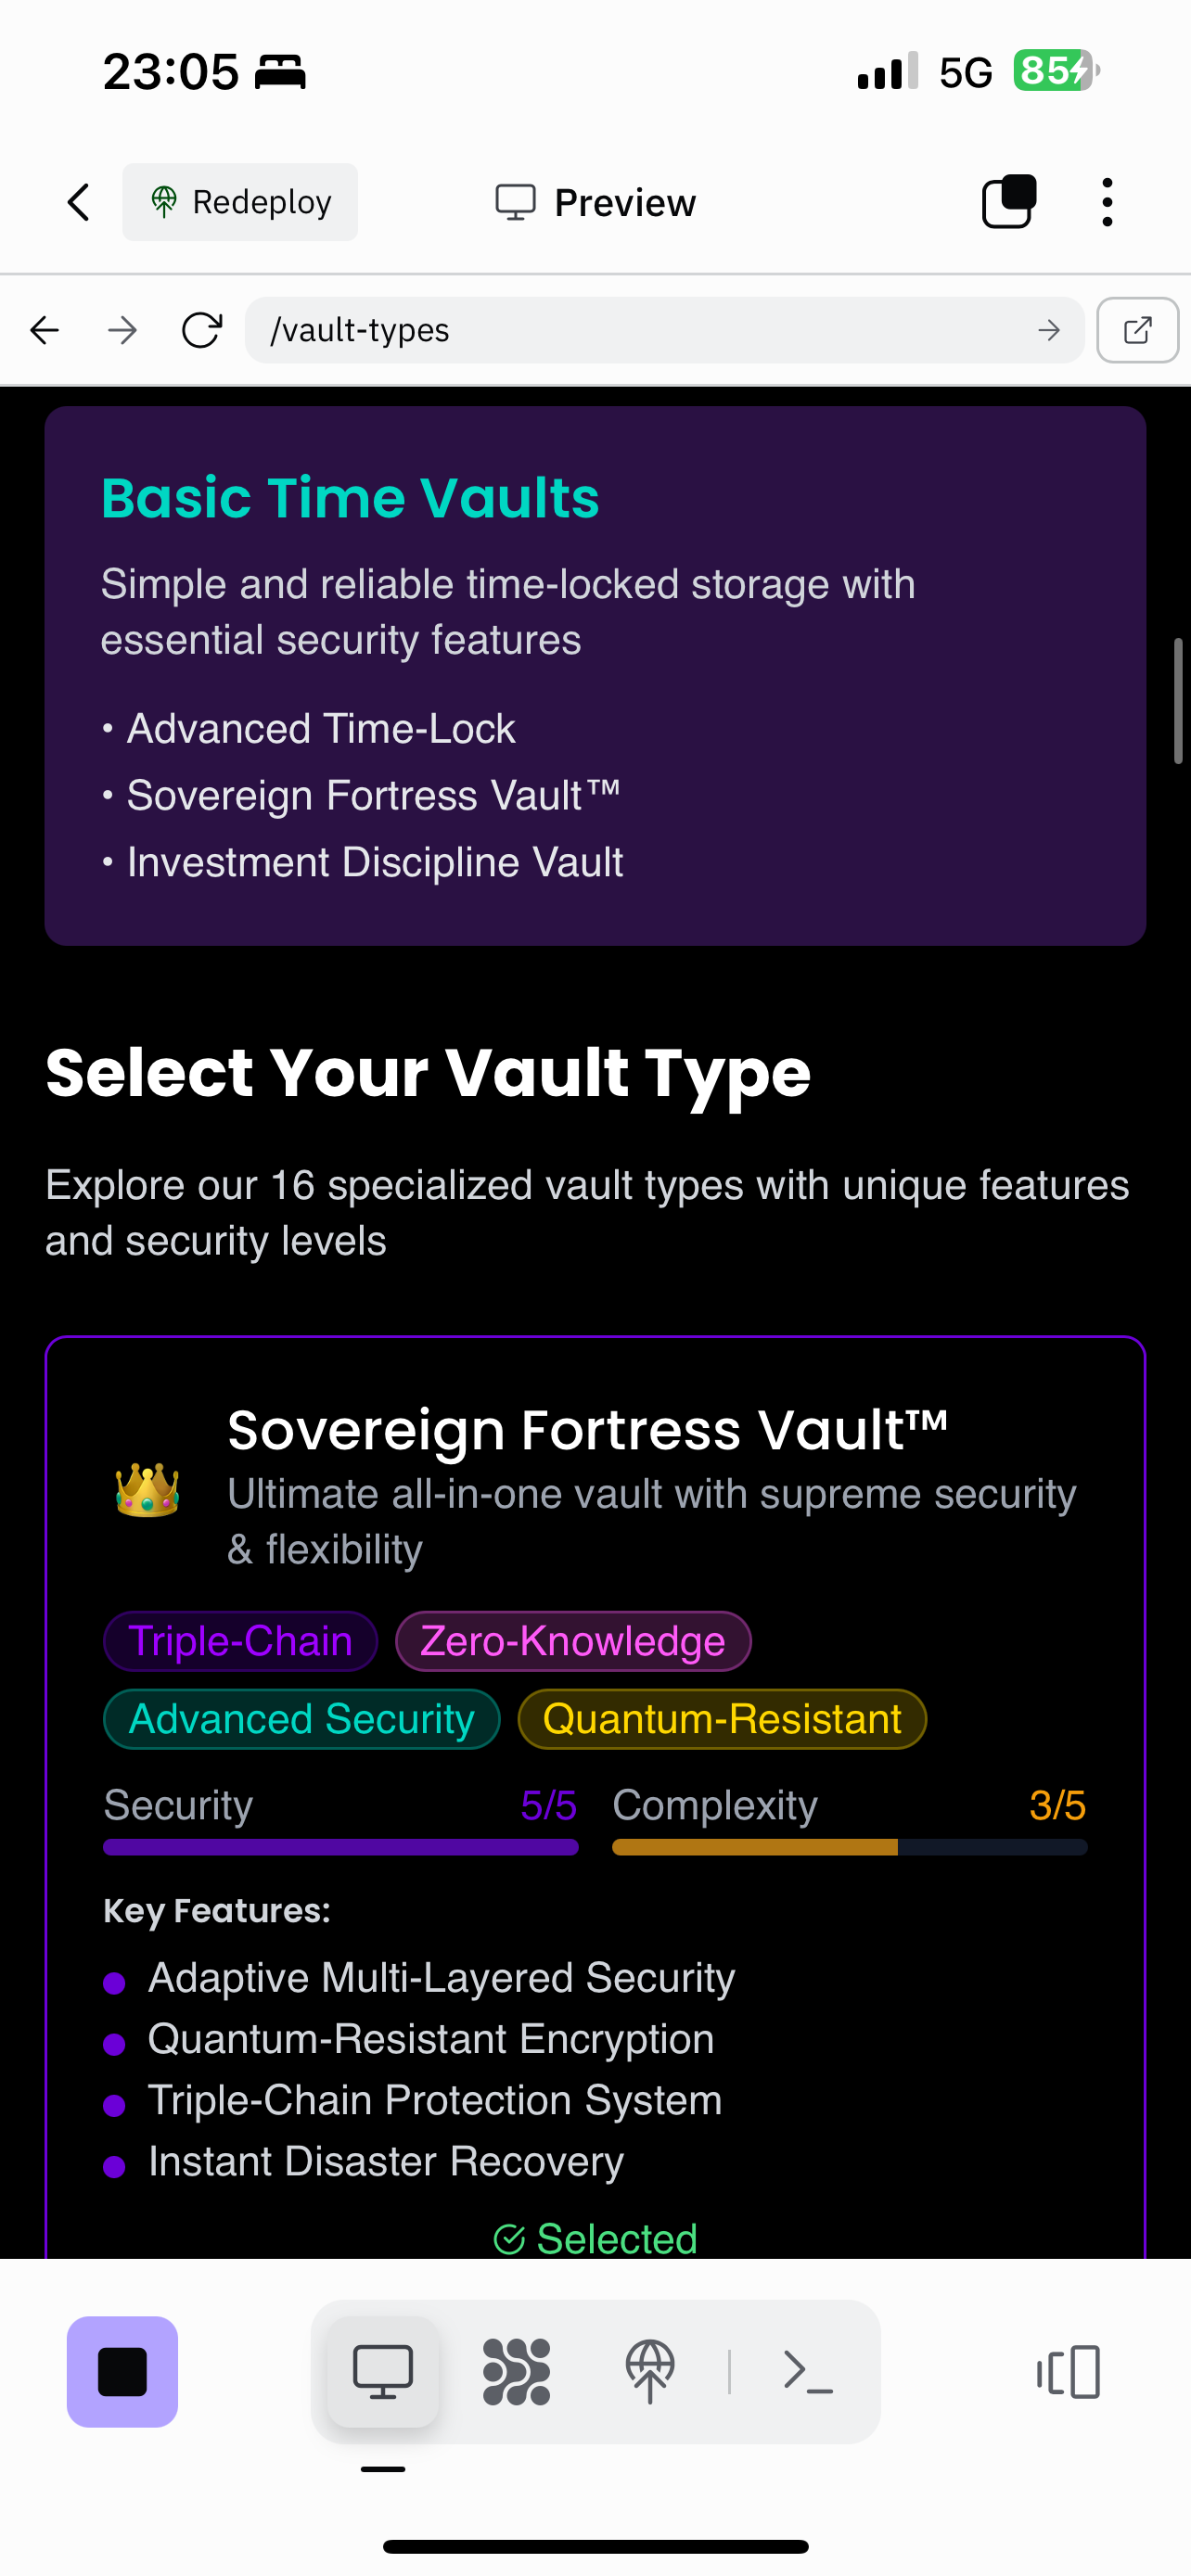 23:05
5G
85
Redeploy
Preview
/vault-types
Basic Time Vaults
Simple and reliable time-locked storage with
essential security features
• Advanced Time-Lock
• Sovereign Fortress Vault™
• Investment Discipline Vault
Select Your Vault Type
Explore our 16 specialized vault types with unique features
and security levels
Sovereign Fortress Vault™
Ultimate all-in-one vault with supreme security
& flexibility
Triple-Chain
Zero-Knowledge
Advanced Security
Quantum-Resistant
Security 5/5
Complexity 3/5
Key Features:
Adaptive Multi-Layered Security
Quantum-Resistant Encryption
Triple-Chain Protection System
Instant Disaster Recovery
Selected